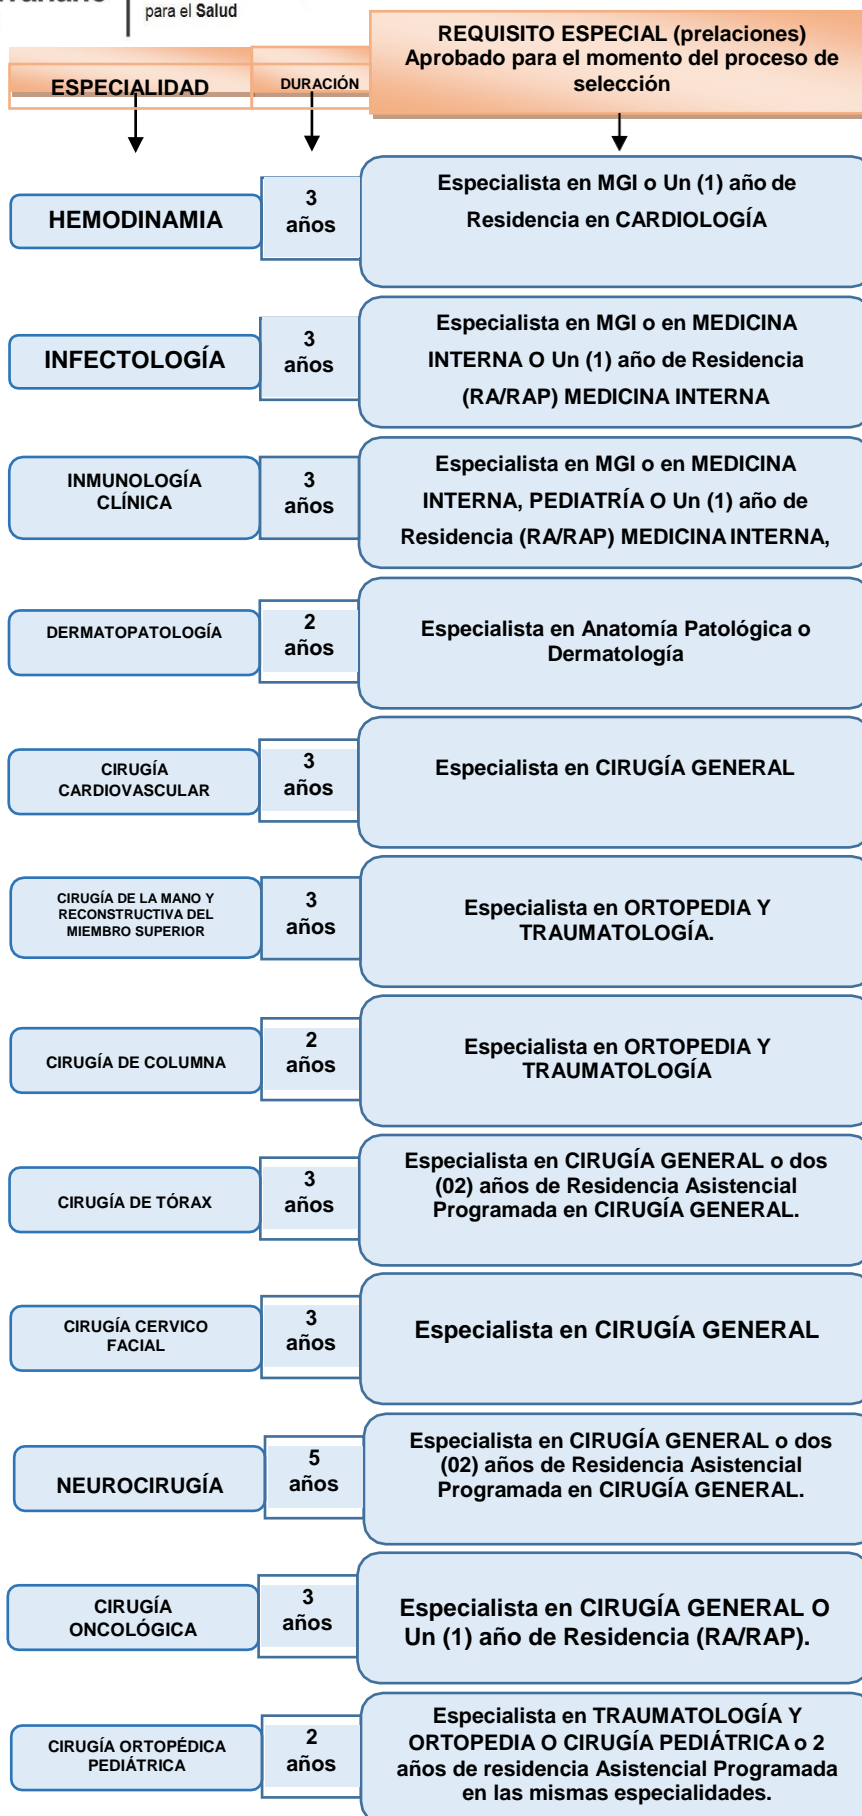 para el Salud
REQUISITO ESPECIAL (prelaciones)
Aprobado para el momento del proceso de
selección
ESPECIALIDAD
DURACIÓN
HEMODINAMIA
3
años
Especialista en MGI o Un (1) año de
Residencia en CARDIOLOGÍA
INFECTOLOGÍA
3
años
Especialista en MGI o en MEDICINA
INTERNA O Un (1) año de Residencia
(RA/RAP) MEDICINA INTERNA
INMUNOLOGÍA
CLÍNICA
3
años
Especialista en MGI o en MEDICINA
INTERNA, PEDIATRÍA O Un (1) año de
Residencia (RA/RAP) MEDICINA INTERNA,
DERMATOPATOLOGÍA
2
años
Especialista en Anatomía Patológica o
Dermatología
CIRUGÍA
CARDIOVASCULAR
3
años
Especialista en CIRUGÍA GENERAL
CIRUGÍA DE LA MANO Y
RECONSTRUCTIVA DEL
MIEMBRO SUPERIOR
3
años
Especialista en ORTOPEDIA Y
TRAUMATOLOGÍA.
CIRUGÍA DE COLUMNA
2
años
Especialista en ORTOPEDIA Y
TRAUMATOLOGÍA
CIRUGÍA DE TÓRAX
3
años
Especialista en CIRUGÍA GENERAL o dos
(02) años de Residencia Asistencial
Programada en CIRUGÍA GENERAL.
CIRUGÍA CERVICO
FACIAL
3
años
Especialista en CIRUGÍA GENERAL
NEUROCIRUGÍA
5
años
Especialista en CIRUGÍA GENERAL o dos
(02) años de Residencia Asistencial
Programada en CIRUGÍA GENERAL.
CIRUGÍA
ONCOLÓGICA
3
años
Especialista en CIRUGÍA GENERAL O
Un (1) año de Residencia (RA/RAP).
CIRUGÍA ORTOPÉDICA
PEDIÁTRICA
2
años
Especialista en TRAUMATOLOGÍA Y
ORTOPEDIA O CIRUGÍA PEDIÁTRICA o 2
años de residencia Asistencial Programada
en las mismas especialidades.